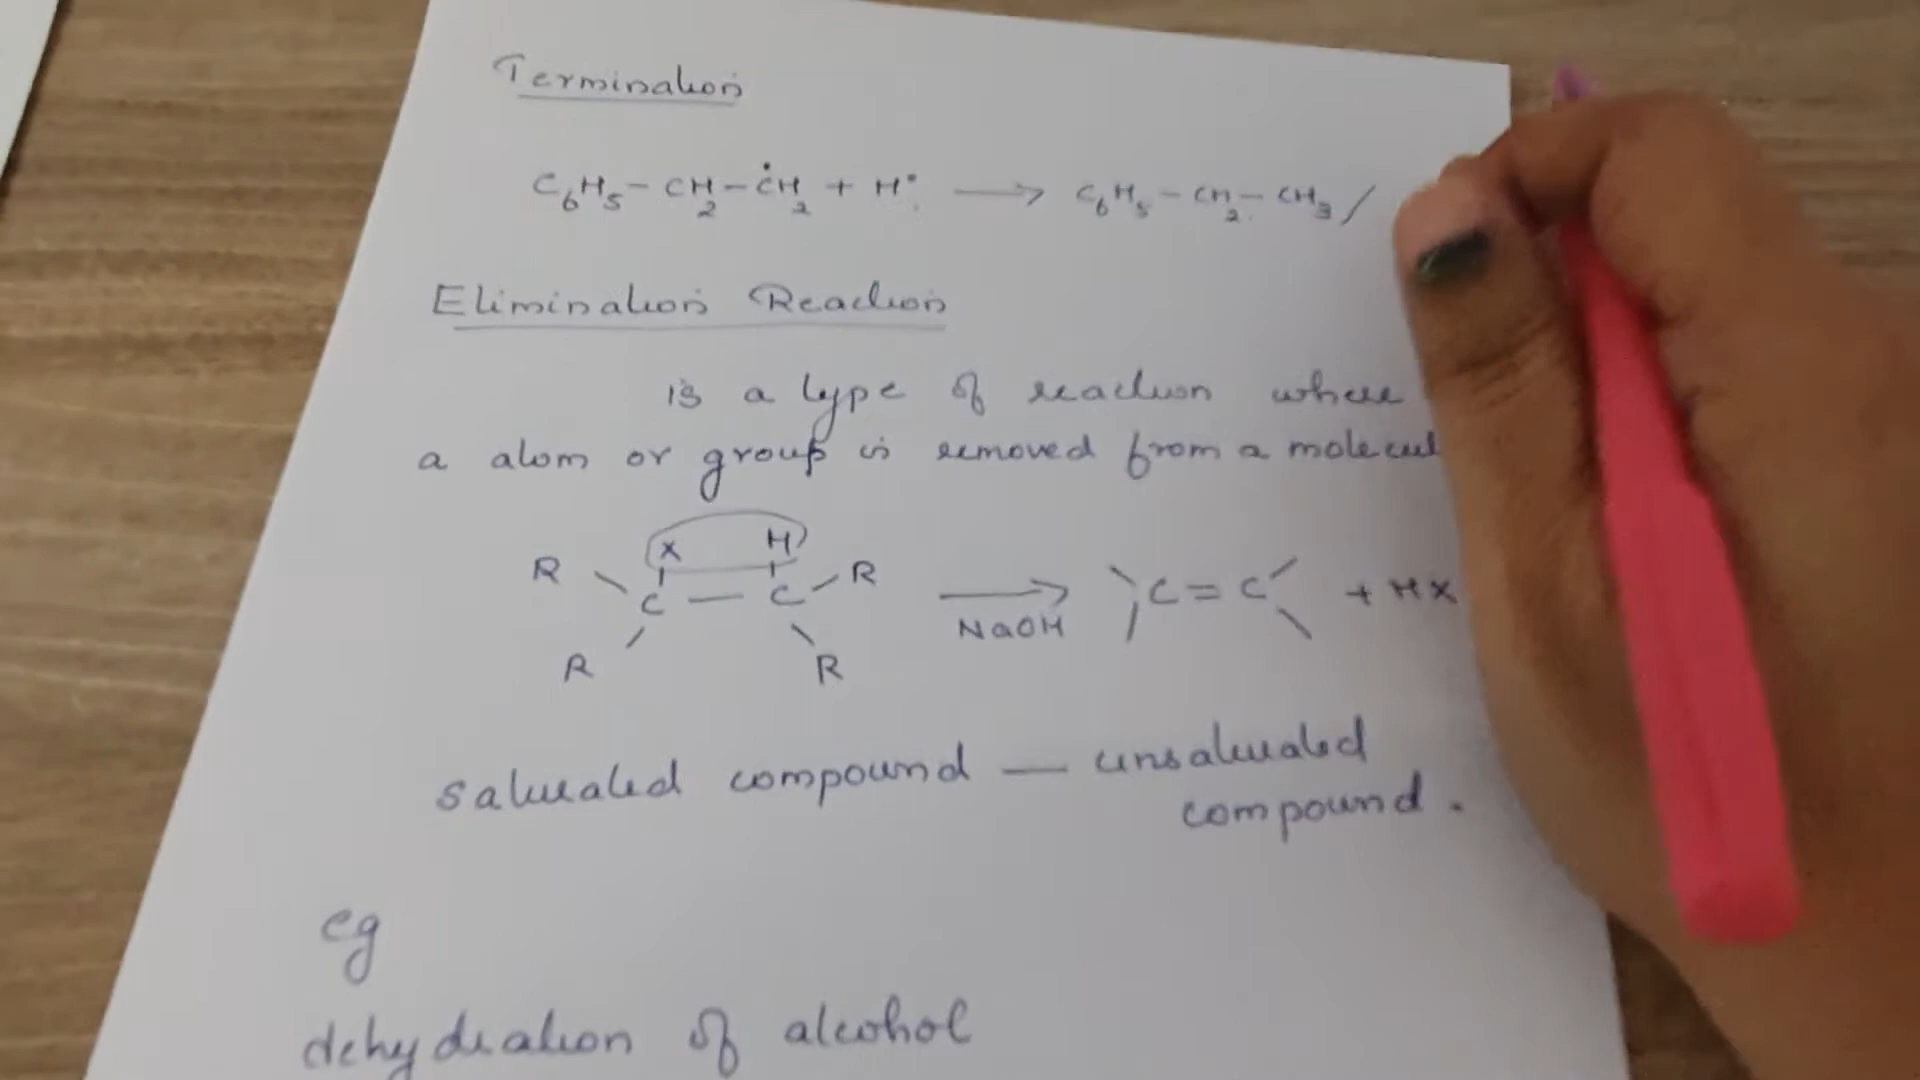 Termination
C6H5 - CH2 - ĊH2 + H• ⟶ C6H5 - CH2 - CH3 /
Elimination Reaction
is a type of reaction where
a atom or group is removed from a molecul
X H
R C — C R ⟶ C = C + HX
NaOH
R R
saturated compound — unsaturated
compound.
eg
dehydration of alcohol